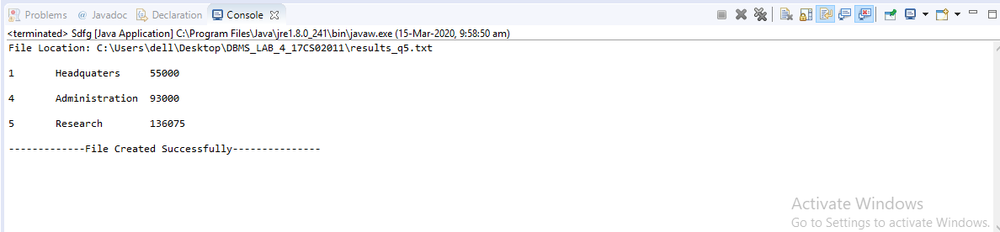 Problems @ Javadoc Declaration Console
<terminated> Sdfg [Java Application] C:\Program Files\Java\jre1.8.0_241\bin\javaw.exe (15-Mar-2020, 9:58:50 am)
File Location: C:\Users\dell\Desktop\DBMS_LAB_4_17CS02011\results_q5.txt
1 Headquaters 55000
4 Administration 93000
5 Research 136075
-------------File Created Successfully---------------
Activate Windows
Go to Settings to activate Windows.